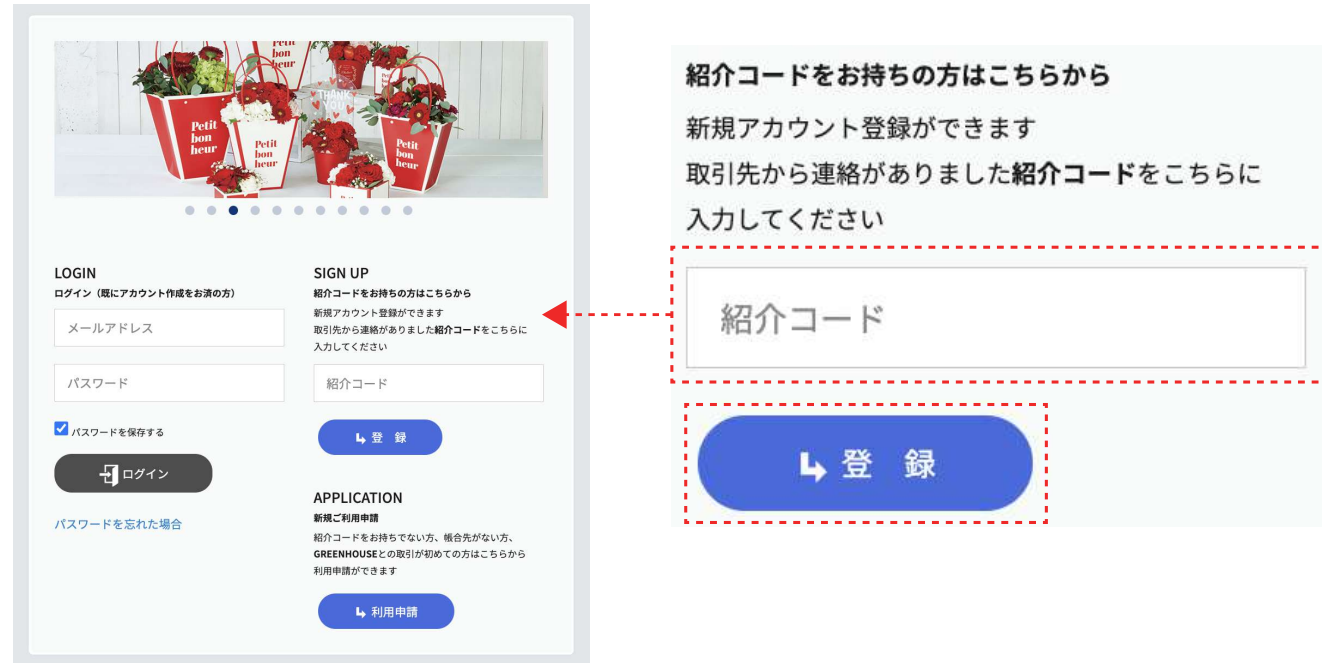 Petit
bon
heur
Petit
bon
heur
THANK
YOU
Petit
bon
heur
Petit
bon
heur
LOGIN
ログイン（既にアカウント作成をお済の方）
メールアドレス
パスワード
パスワードを保存する
ログイン
パスワードを忘れた場合
SIGN UP
紹介コードをお持ちの方はこちらから
新規アカウント登録ができます
取引先から連絡がありました紹介コードをこちらに
入力してください
紹介コード
登 録
APPLICATION
新規ご利用申請
紹介コードをお持ちでない方、帳合先がない方、
GREENHOUSEとの取引が初めての方はこちらから
利用申請ができます
利用申請
紹介コードをお持ちの方はこちらから
新規アカウント登録ができます
取引先から連絡がありました紹介コードをこちらに
入力してください
紹介コード
登 録